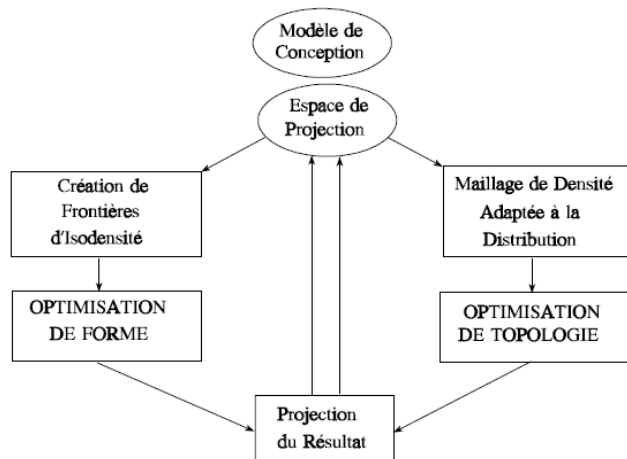 Modèle de
Conception
Espace de
Projection
Création de
Frontières
d'Isodensité
Maillage de Densité
Adaptée à la
Distribution
OPTIMISATION
DE FORME
OPTIMISATION
DE TOPOLOGIE
Projection
du Résultat